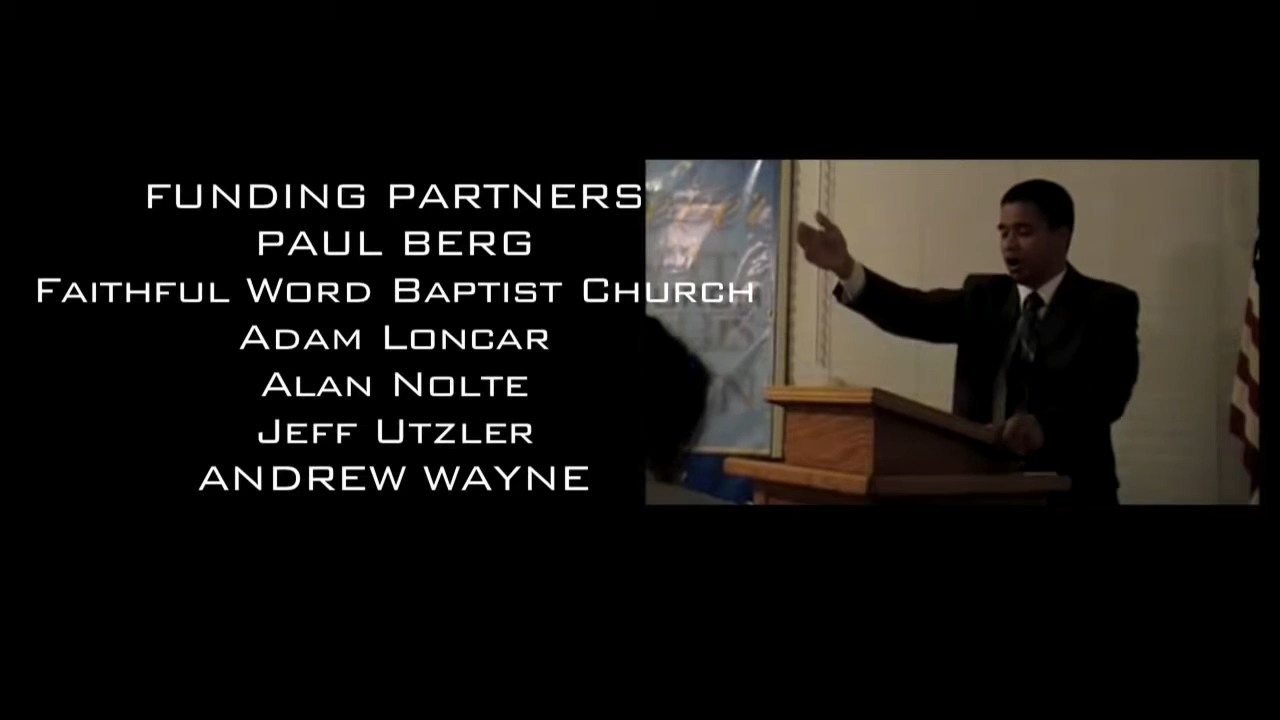 FUNDING PARTNERS
PAUL BERG
FAITHFUL WORD BAPTIST CHURCH
ADAM LONCAR
ALAN NOLTE
JEFF UTZLER
ANDREW WAYNE